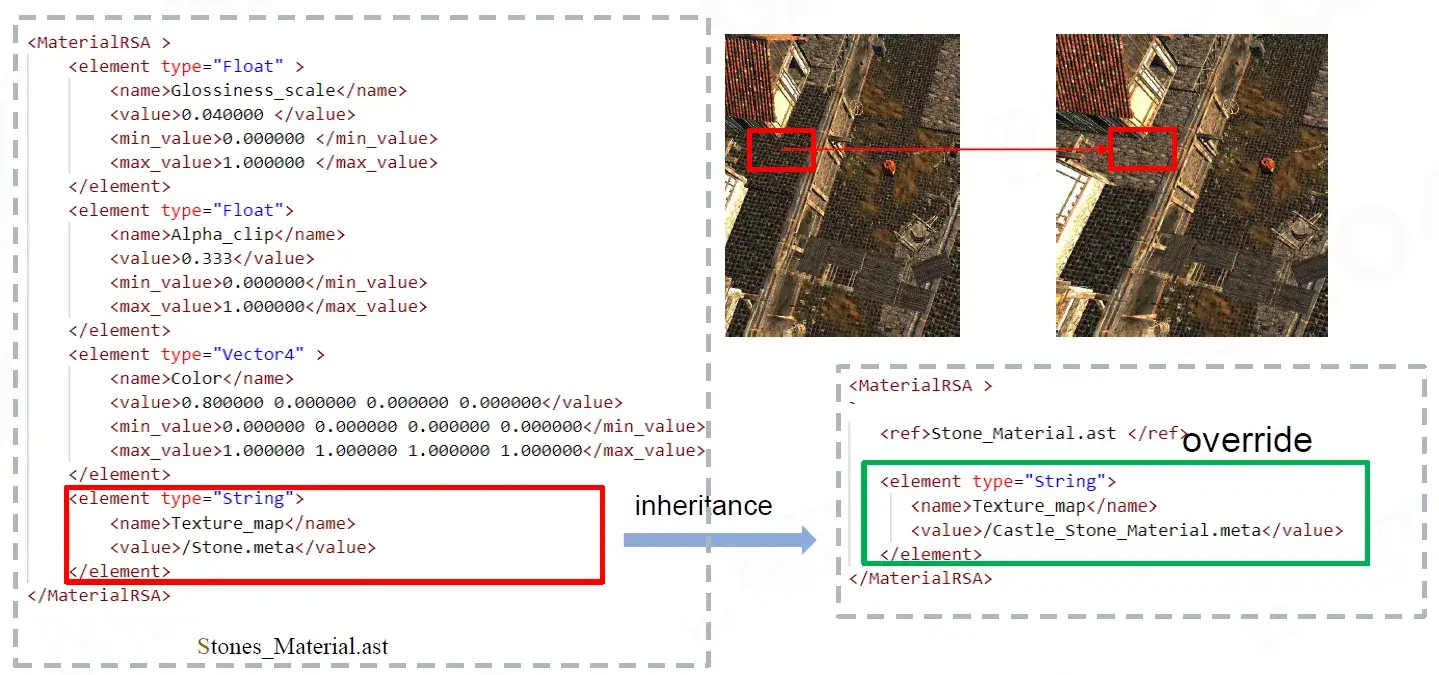 <MaterialRSA >
<element type="Float" >
<name>Glossiness_scale</name>
<value>0.040000 </value>
<min_value>0.000000 </min_value>
<max_value>1.000000 </max_value>
</element>
<element type="Float">
<name>Alpha_clip</name>
<value>0.333</value>
<min_value>0.000000</min_value>
<max_value>1.000000</max_value>
</element>
<element type="Vector4" >
<name>Color</name>
<value>0.800000 0.000000 0.000000 0.000000</value>
<min_value>0.000000 0.000000 0.000000 0.000000</min_value>
<max_value>1.000000 1.000000 1.000000 1.000000</max_value>
</element>
<element type="String">
<name>Texture_map</name>
<value>/Stone.meta</value>
</element>
</MaterialRSA>
Stones_Material.ast
inheritance
<MaterialRSA >
`
<ref>Stone_Material.ast </ref>
override
<element type="String">
<name>Texture_map</name>
<value>/Castle_Stone_Material.meta</value>
</element>
</MaterialRSA>